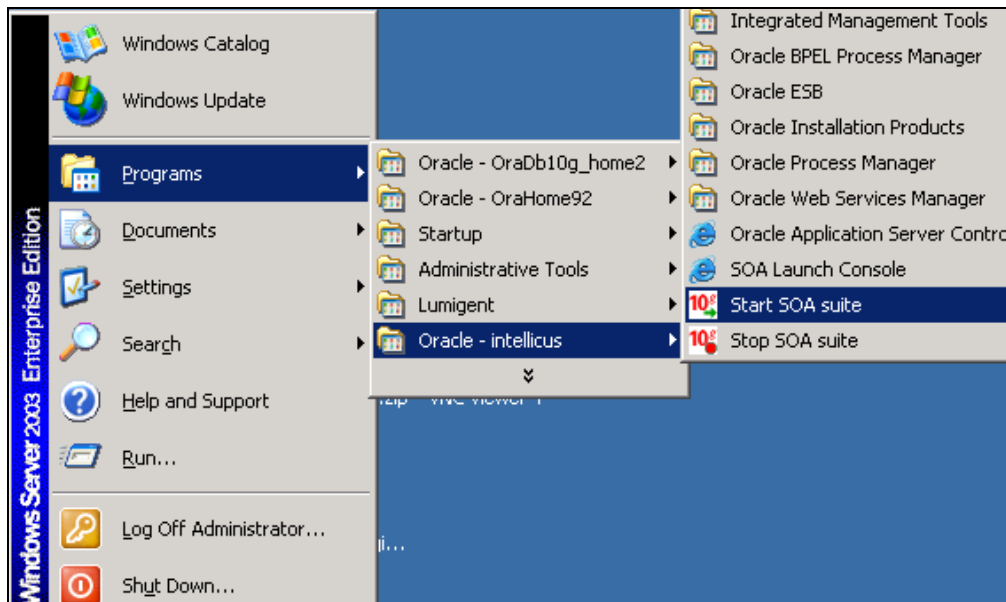 Windows Server 2003 Enterprise Edition
Windows Catalog
Windows Update
Programs
Documents
Settings
Search
Help and Support
Run...
Log Off Administrator...
Shut Down...
Oracle - OraDb10g_home2
Oracle - OraHome92
Startup
Administrative Tools
Lumigent
Oracle - intellicus
Integrated Management Tools
Oracle BPEL Process Manager
Oracle ESB
Oracle Installation Products
Oracle Process Manager
Oracle Web Services Manager
Oracle Application Server Contro
SOA Launch Console
10g Start SOA suite
10g Stop SOA suite